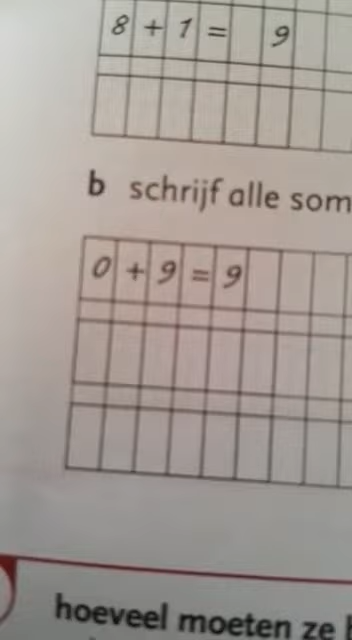 8 + 1 = 9
b schrijf alle som
0 + 9 = 9
hoeveel moeten ze